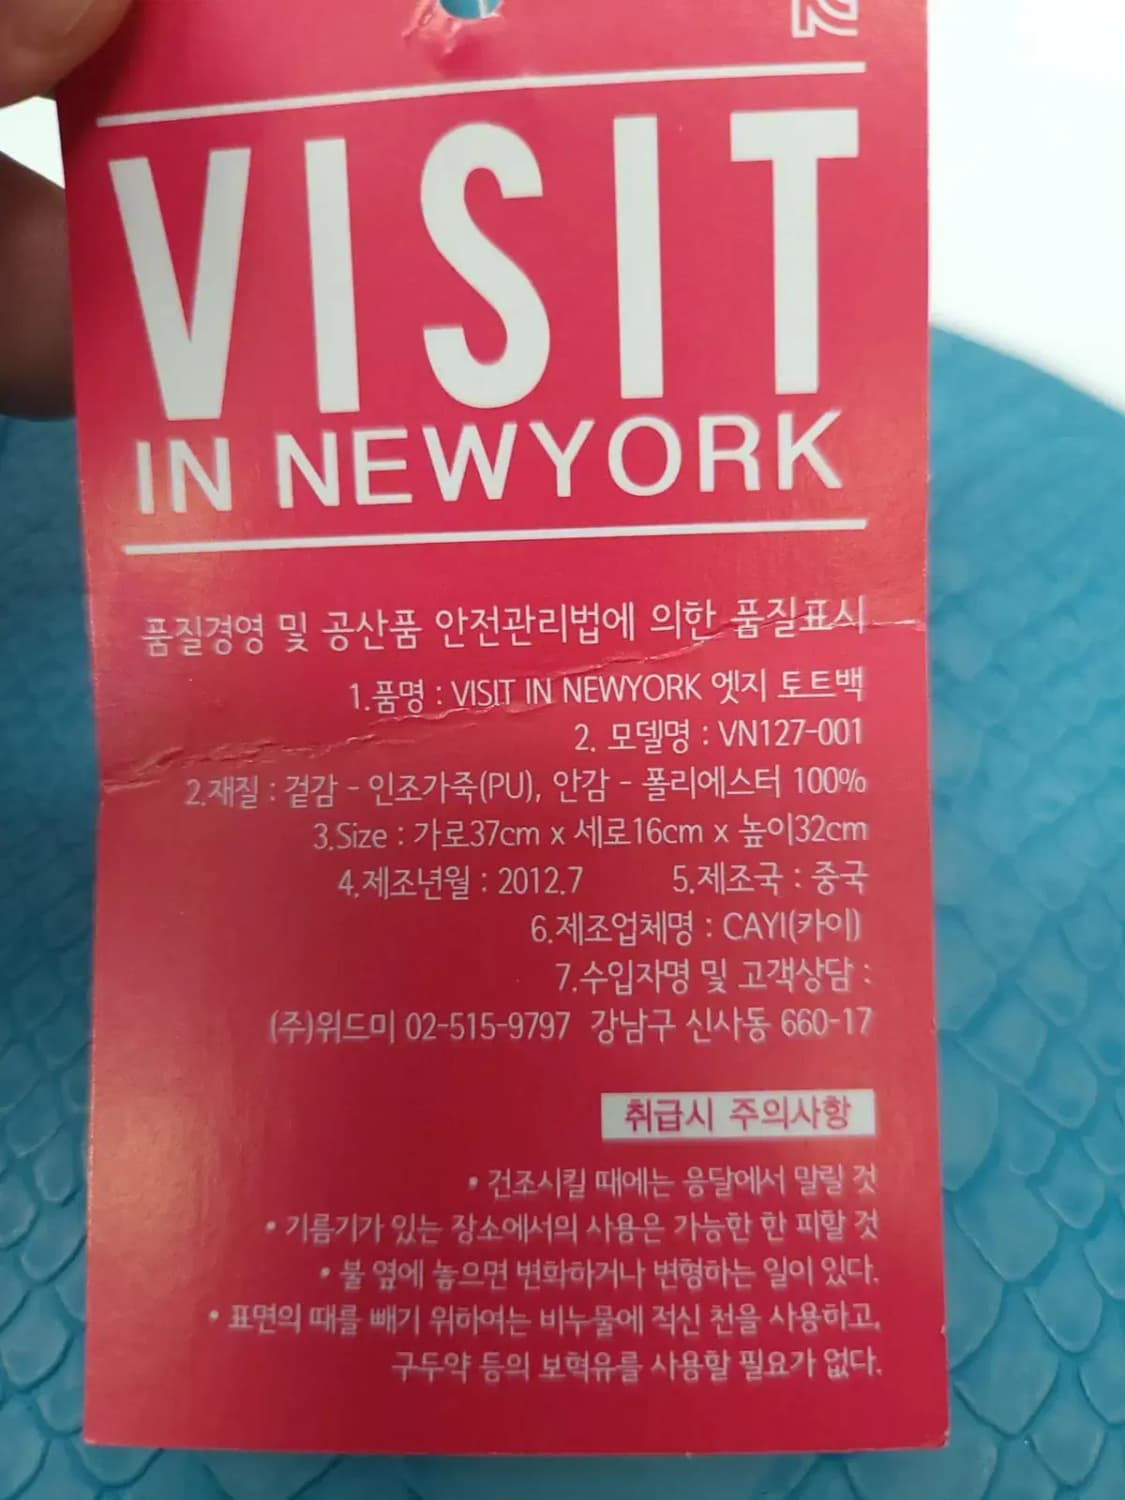 VISIT
IN NEWYORK
품질경영 및 공산품 안전관리법에 의한 품질표시
1.품명 : VISIT IN NEWYORK 엣지 토트백
2. 모델명 : VN127-001
2.재질 : 겉감 - 인조가죽(PU), 안감 - 폴리에스터 100%
3.Size : 가로37cm x 세로16cm x 높이32cm
4.제조년월 : 2012.7 5.제조국 : 중국
6.제조업체명 : CAYI(카이)
7.수입자명 및 고객상담 :
(주)위드미 02-515-9797 강남구 신사동 660-17
취급시 주의사항
• 건조시킬 때에는 응달에서 말릴 것
• 기름기가 있는 장소에서의 사용은 가능한 한 피할 것
• 불 옆에 놓으면 변화하거나 변형하는 일이 있다.
• 표면의 때를 빼기 위하여는 비누물에 적신 천을 사용하고,
구두약 등의 보혁유를 사용할 필요가 없다.